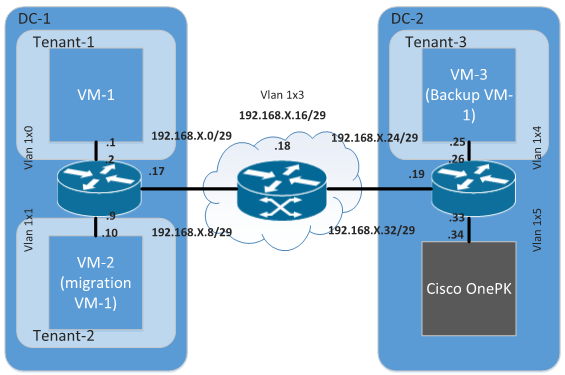 DC-1
Tenant-1
VM-1
Vlan 1x0
.1
.2
192.168.X.0/29
.17
.9
.10
192.168.X.8/29
Vlan 1x1
VM-2
(migration
VM-1)
Tenant-2
Vlan 1x3
192.168.X.16/29
.18
DC-2
Tenant-3
VM-3
(Backup VM-
1)
192.168.X.24/29
.25
.26
Vlan 1x4
.19
192.168.X.32/29
.33
.34
Vlan 1x5
Cisco OnePK